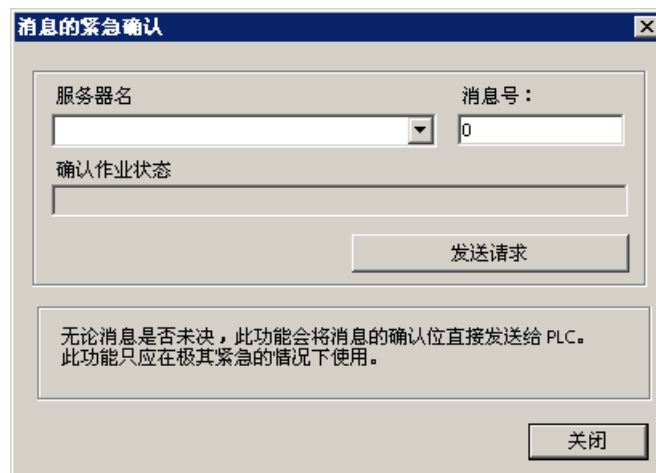 消息的紧急确认
服务器名 消息号：
0
确认作业状态
发送请求
无论消息是否未决，此功能会将消息的确认位直接发送给 PLC。
此功能只应在极其紧急的情况下使用。
关闭